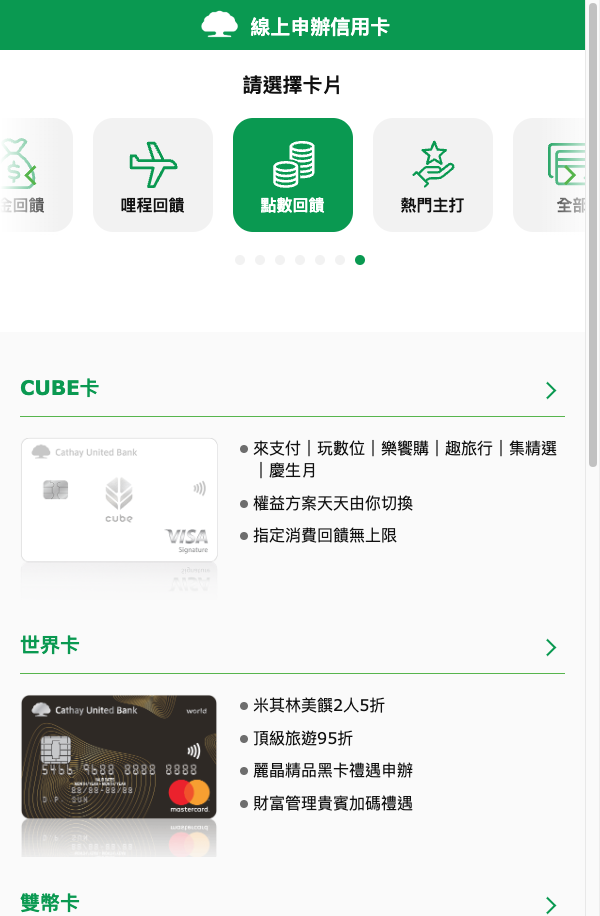 線上申辦信用卡
請選擇卡片
金回饋
哩程回饋
點數回饋
熱門主打
全部
CUBE卡
Cathay United Bank
cube
VISA
Signature
來支付｜玩數位｜樂饗購｜趣旅行｜集精選
｜慶生月
權益方案天天由你切換
指定消費回饋無上限
世界卡
Cathay United Bank
world
5466 9688 8888 8888
88/88-88/88
D.P. SUN
mastercard
米其林美饌2人5折
頂級旅遊95折
麗晶精品黑卡禮遇申辦
財富管理貴賓加碼禮遇
雙幣卡